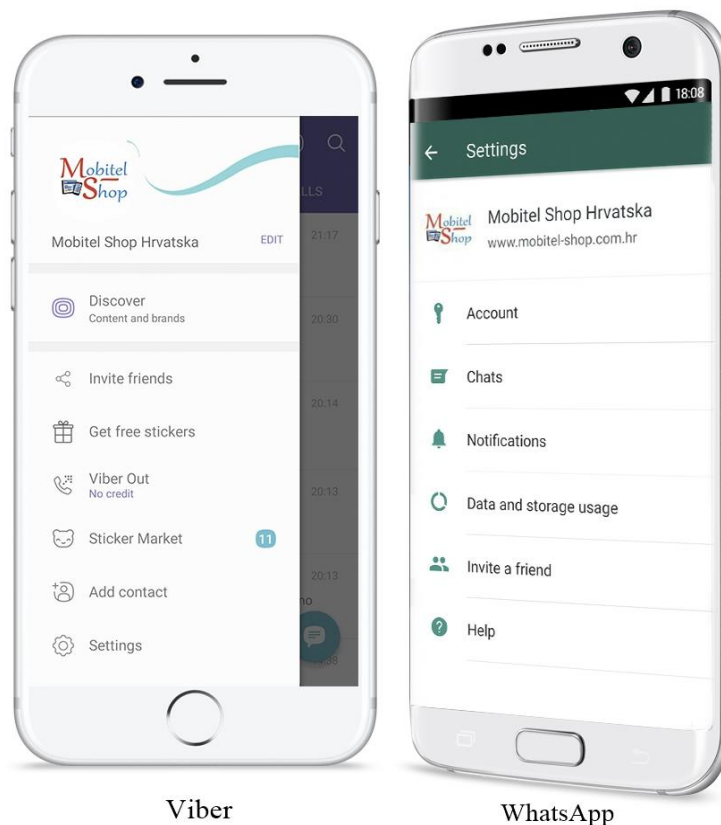 Mobitel
Shop
Mobitel Shop Hrvatska EDIT
Discover
Content and brands
Invite friends
Get free stickers
Viber Out
No credit
Sticker Market 11
Add contact
Settings
LLS
21:17
20:30
20:14
20:13
20:13
no
:38
Viber
18:08
Settings
Mobitel
Shop
Mobitel Shop Hrvatska
www.mobitel-shop.com.hr
Account
Chats
Notifications
Data and storage usage
Invite a friend
Help
WhatsApp